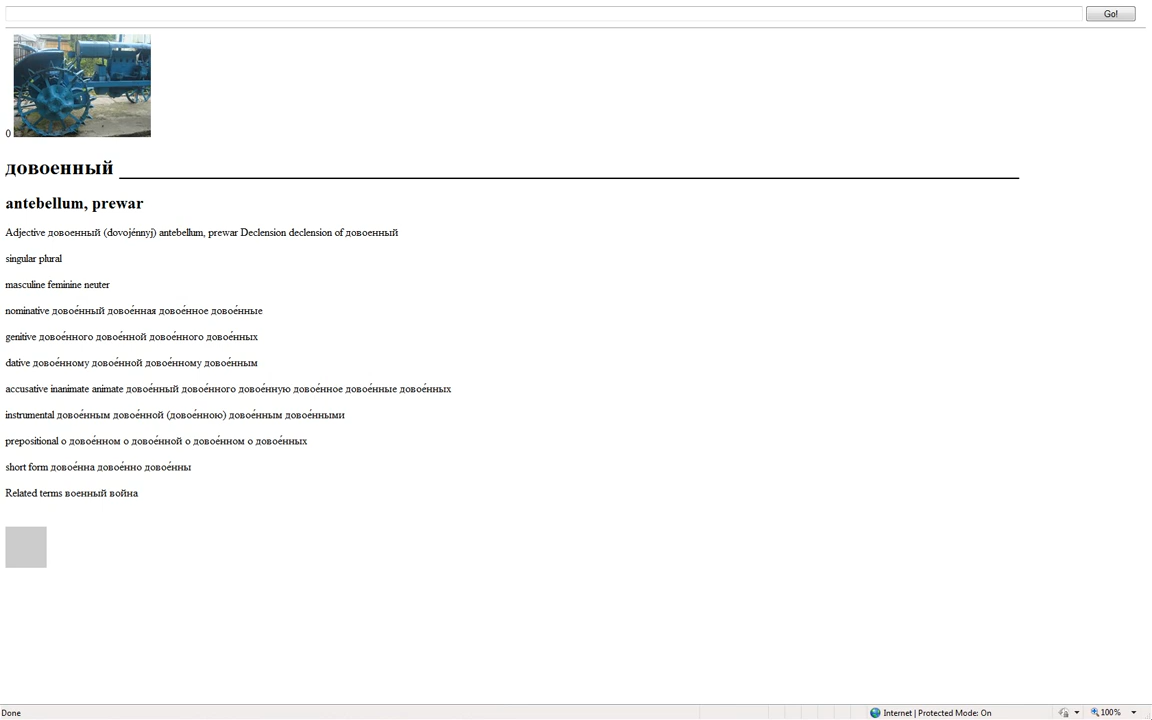 Go!
0
довоенный
antebellum, prewar
Adjective довоенный (dovojénnyj) antebellum, prewar Declension declension of довоенный
singular plural
masculine feminine neuter
nominative довое́нный довое́нная довое́нное довое́нные
genitive довое́нного довое́нной довое́нного довое́нных
dative довое́нному довое́нной довое́нному довое́нным
accusative inanimate animate довое́нный довое́нного довое́нную довое́нное довое́нные довое́нных
instrumental довое́нным довое́нной (довое́нною) довое́нным довое́нными
prepositional о довое́нном о довое́нной о довое́нном о довое́нных
short form довое́нна довое́нно довое́нны
Related terms военный война
Done Internet | Protected Mode: On 100%